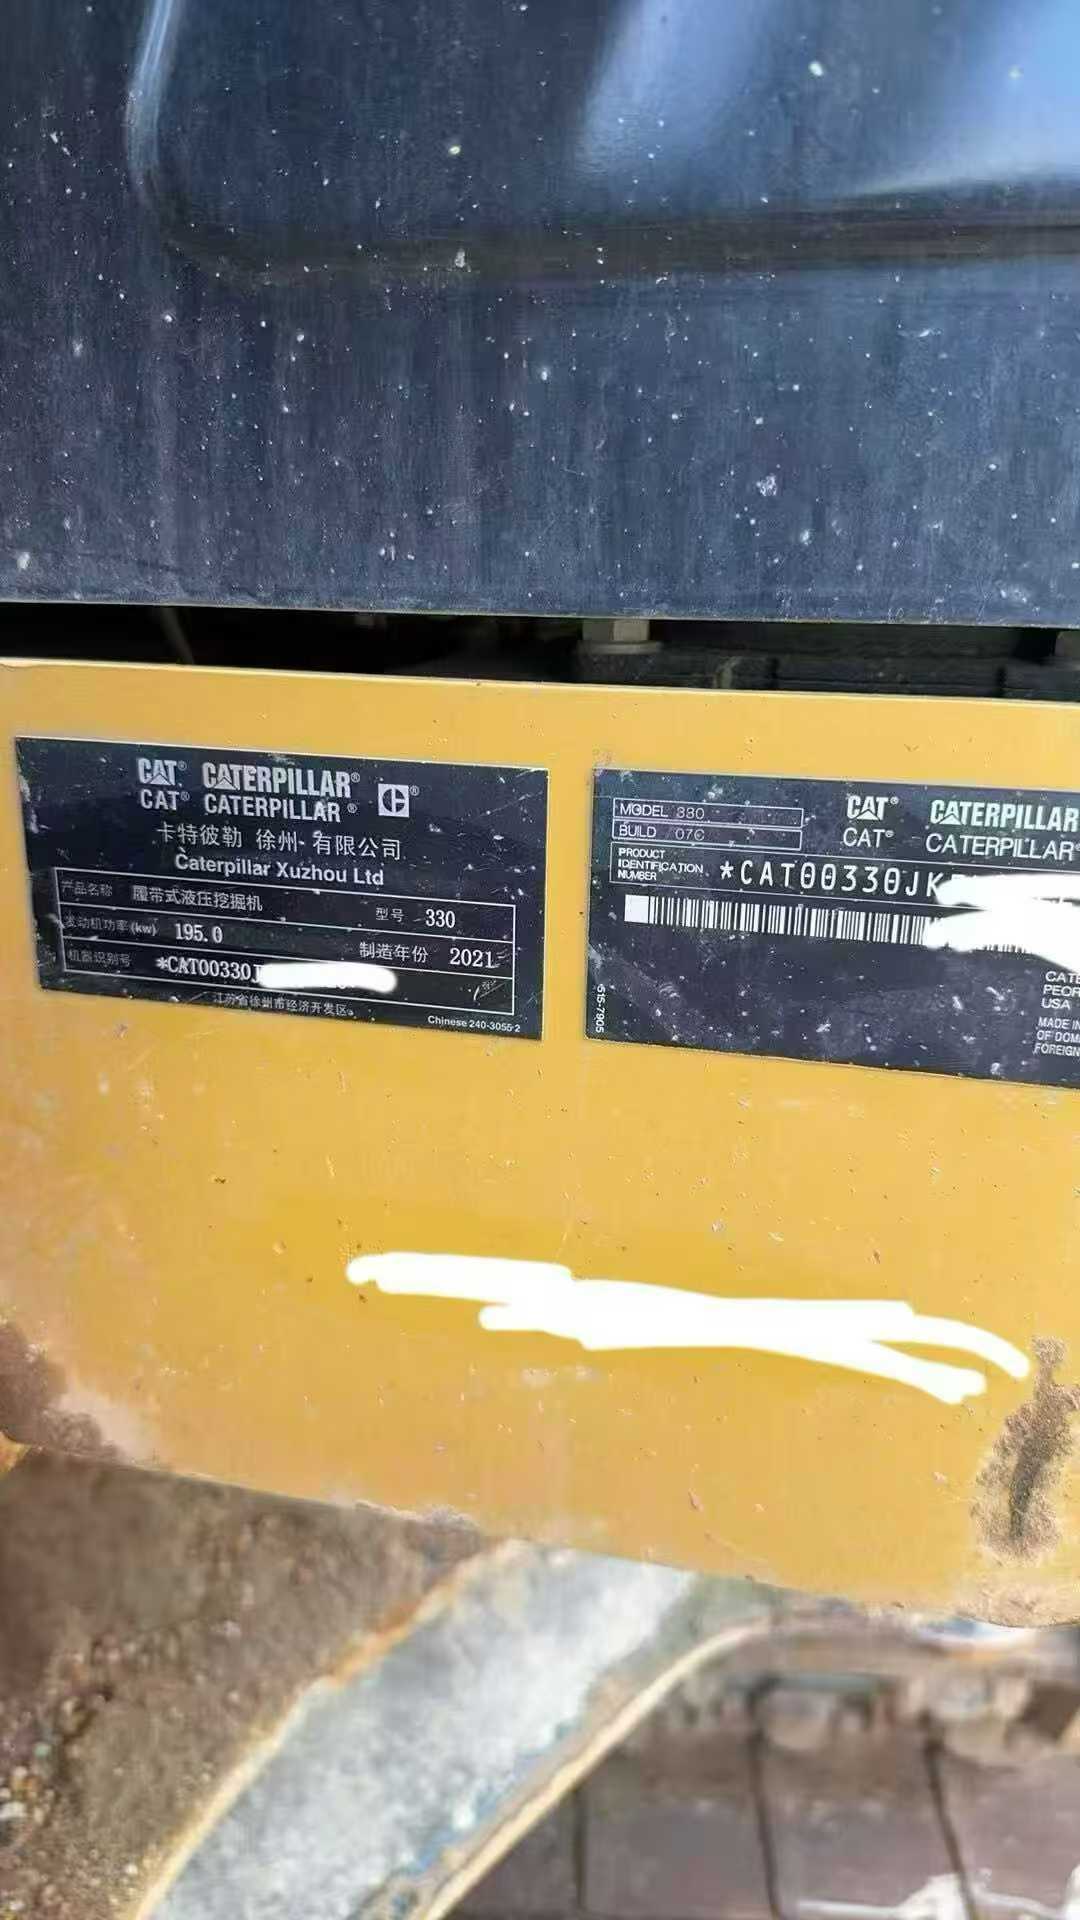 CAT® CATERPILLAR®
CAT® CATERPILLAR®
卡特彼勒 徐州 有限公司
Caterpillar Xuzhou Ltd
产品名称 履带式液压挖掘机 型号 330
发动机功率(kw) 195.0 制造年份 2021
机器识别号 *CAT00330J
江苏省徐州市经济开发区
Chinese 240-3055 2
MODEL 330
BUILD 07C
CAT® CATERPILLAR
CAT® CATERPILLAR®
PRODUCT IDENTIFICATION NUMBER *CAT00330JK
515-7905
CATE
PEOR
USA
MADE IN
OF DOM
FOREIGN